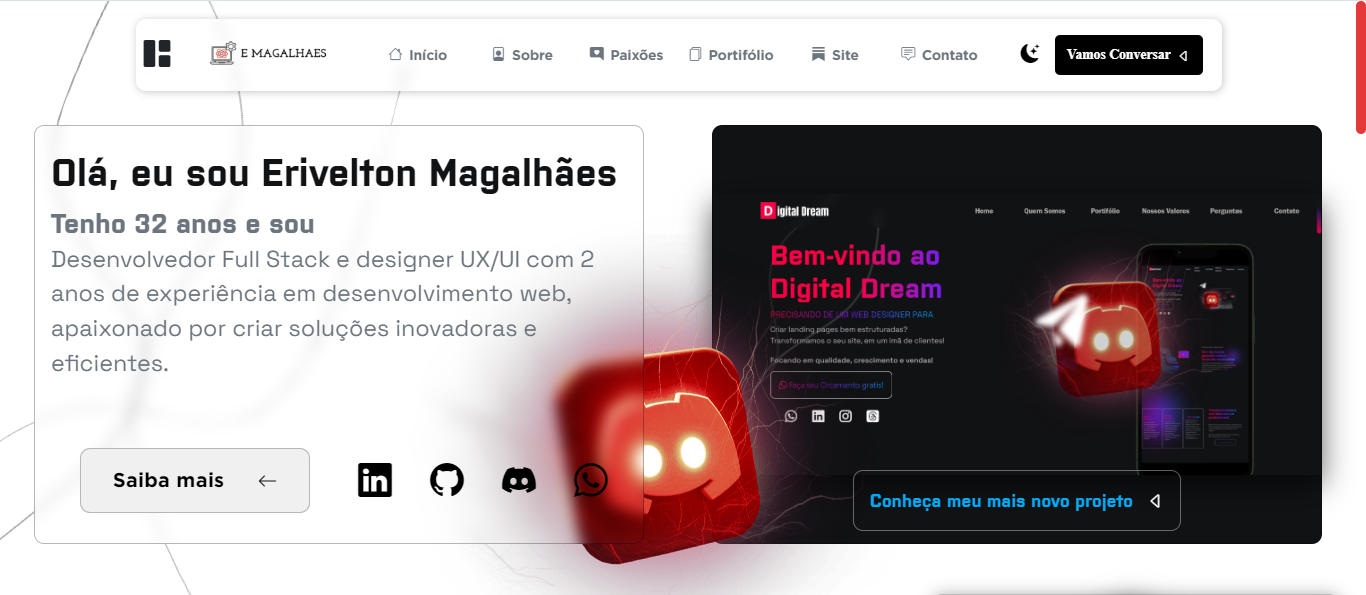 E MAGALHAES
Início
Sobre
Paixões
Portifólio
Site
Contato
Vamos Conversar
Olá, eu sou Erivelton Magalhães
Tenho 32 anos e sou
Desenvolvedor Full Stack e designer UX/UI com 2
anos de experiência em desenvolvimento web,
apaixonado por criar soluções inovadoras e
eficientes.
Saiba mais
in
Digital Dream
Home
Quem Somos
Portifólio
Nossos Valores
Perguntas
Contato
Bem-vindo ao
Digital Dream
PRECISANDO DE UM WEB DESIGNER PARA
Criar landing pages bem estruturadas?
Transformamos o seu site, em um imã de clientes!
Focando em qualidade, crescimento e vendas!
Faça seu Orçamento gratis!
in
Conheça meu mais novo projeto